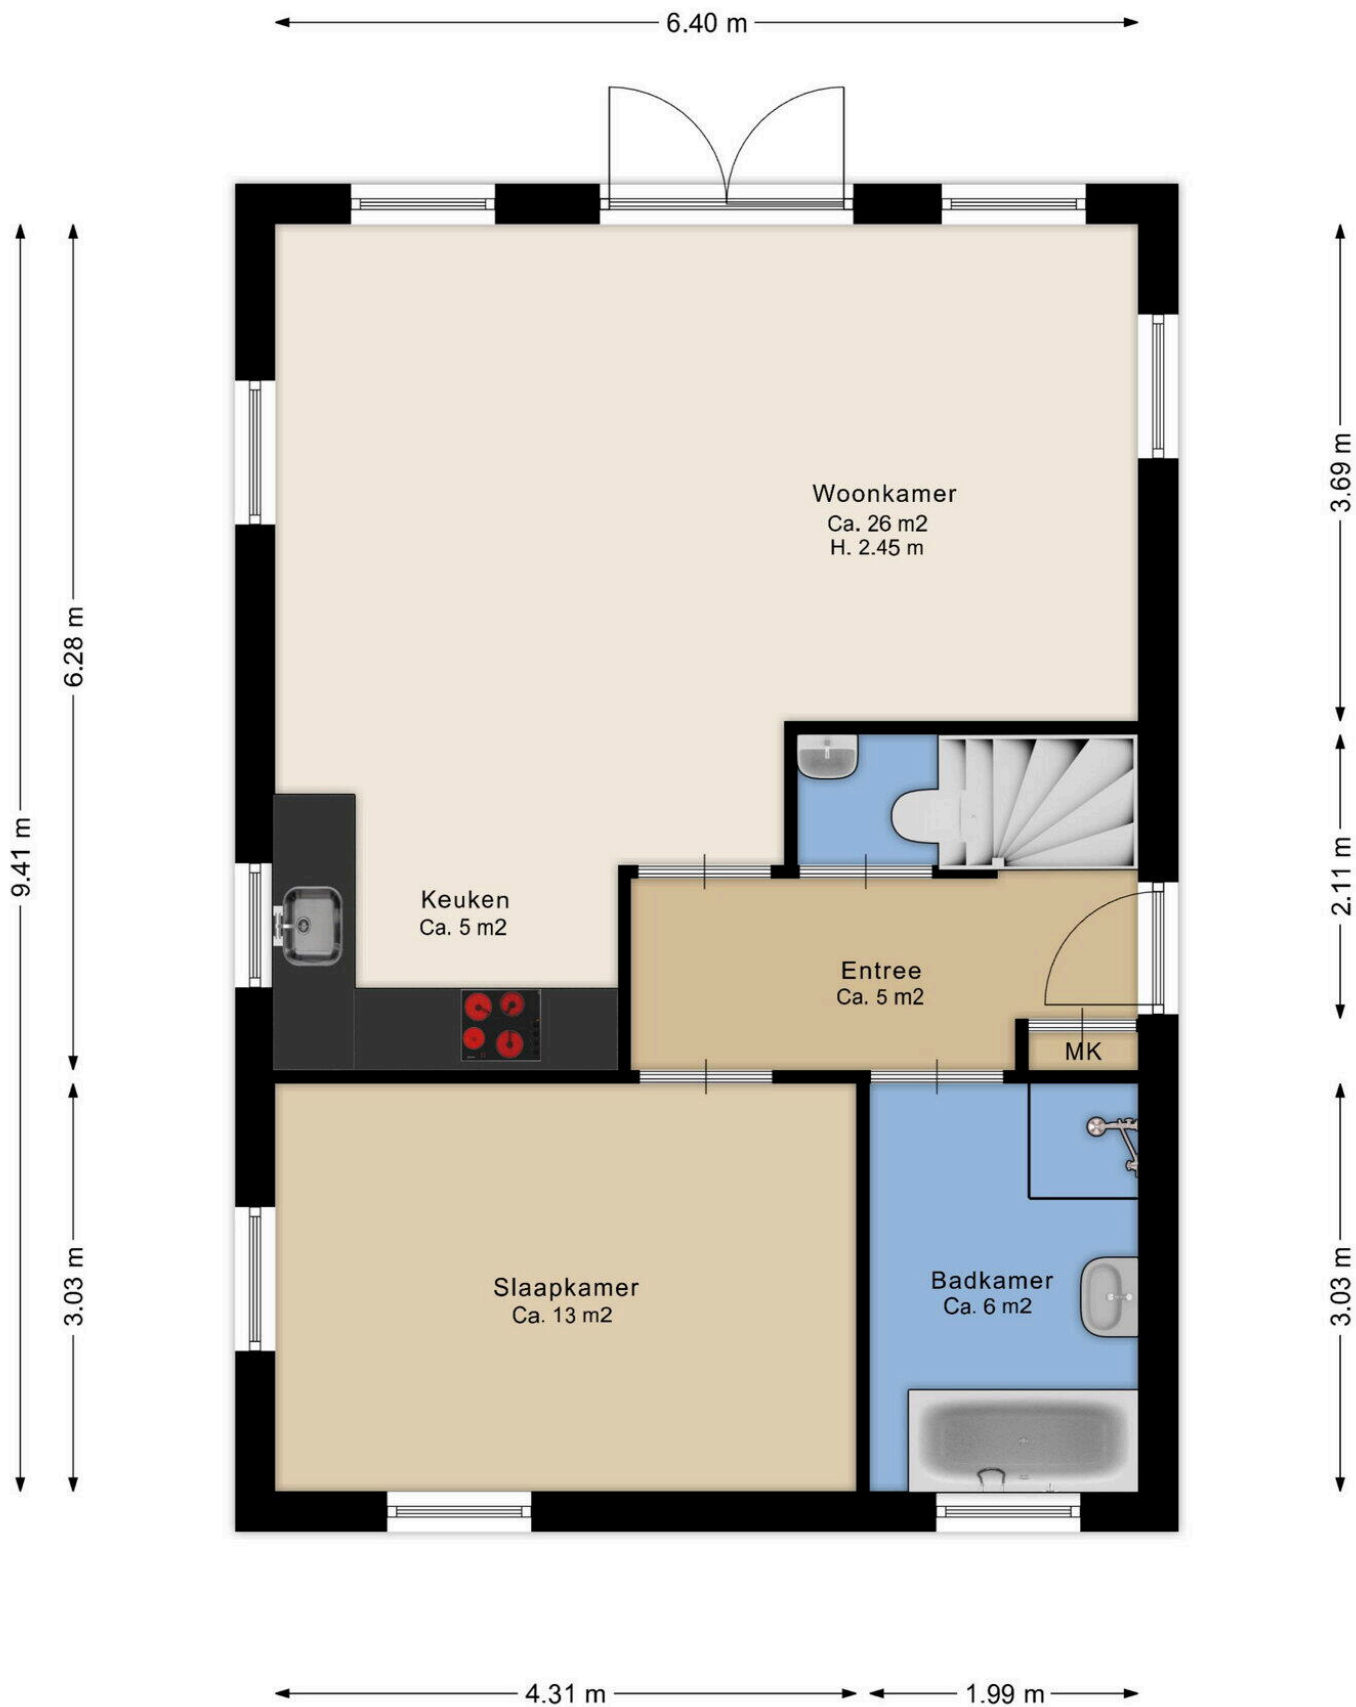 6.40 m
Woonkamer
Ca. 26 m2
H. 2.45 m
3.69 m
6.28 m
9.41 m
2.11 m
Keuken
Ca. 5 m2
Entree
Ca. 5 m2
MK
3.03 m
Slaapkamer
Ca. 13 m2
Badkamer
Ca. 6 m2
3.03 m
4.31 m
1.99 m